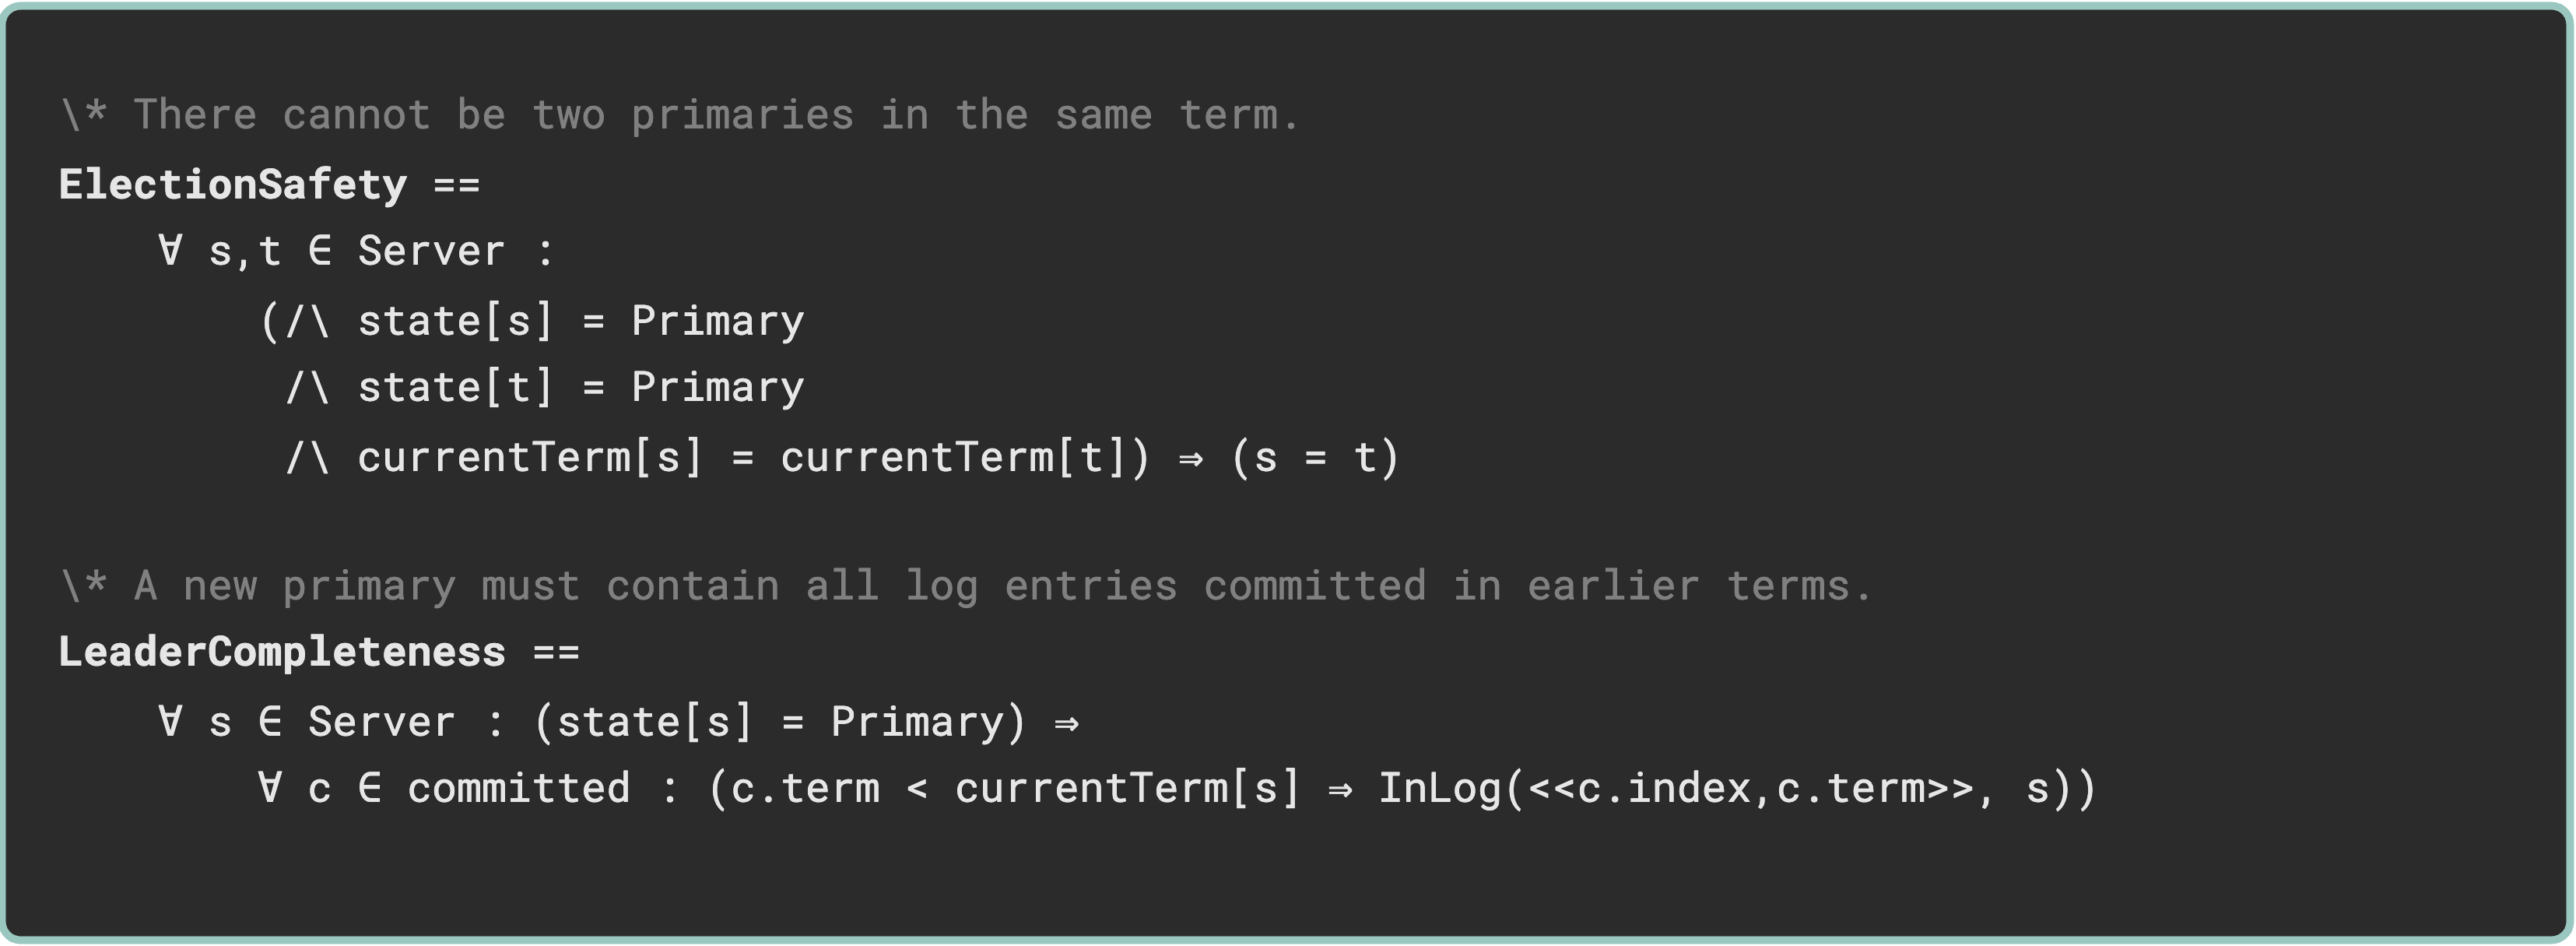 \* There cannot be two primaries in the same term.
ElectionSafety ==
    ∀ s,t ∈ Server :
        (/\ state[s] = Primary
         /\ state[t] = Primary
         /\ currentTerm[s] = currentTerm[t]) ⇒ (s = t)

\* A new primary must contain all log entries committed in earlier terms.
LeaderCompleteness ==
    ∀ s ∈ Server : (state[s] = Primary) ⇒
        ∀ c ∈ committed : (c.term < currentTerm[s] ⇒ InLog(<<c.index,c.term>>, s))